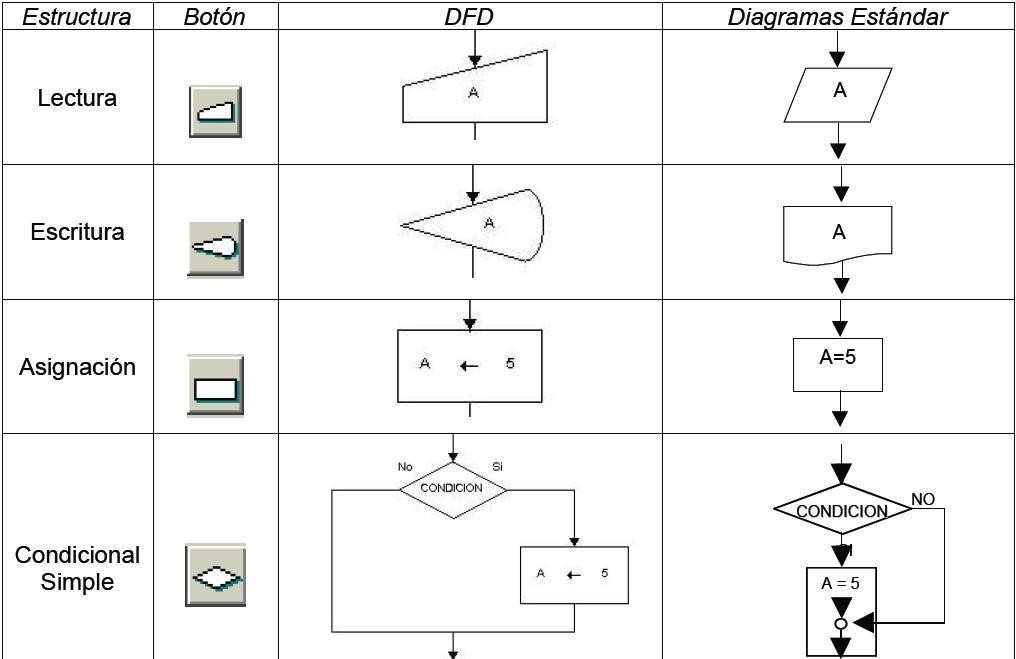 Estructura Botón DFD Diagramas Estándar
Lectura
A
A
Escritura
A
A
Asignación
A ← 5
A=5
Condicional
Simple
No Si
CONDICION
A ← 5
CONDICION
NO
A = 5